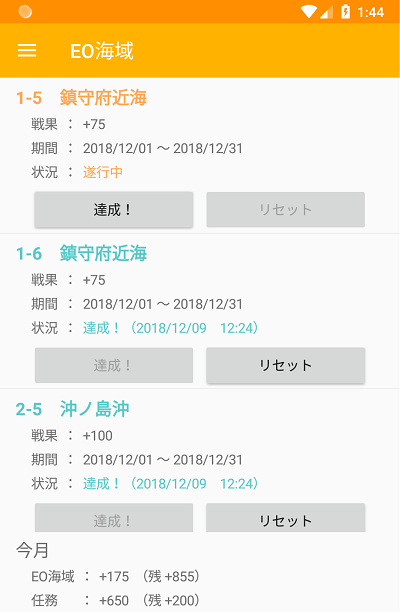 1:44
EO海域
1-5 鎮守府近海
戦果 ： +75
期間 ： 2018/12/01 ～ 2018/12/31
状況 ： 遂行中
達成！ リセット
1-6 鎮守府近海
戦果 ： +75
期間 ： 2018/12/01 ～ 2018/12/31
状況 ： 達成！（2018/12/09 12:24）
達成！ リセット
2-5 沖ノ島沖
戦果 ： +100
期間 ： 2018/12/01 ～ 2018/12/31
状況 ： 達成！（2018/12/09 12:24）
達成！ リセット
今月
EO海域 ： +175 （残 +855）
任務 ： +650 （残 +200）